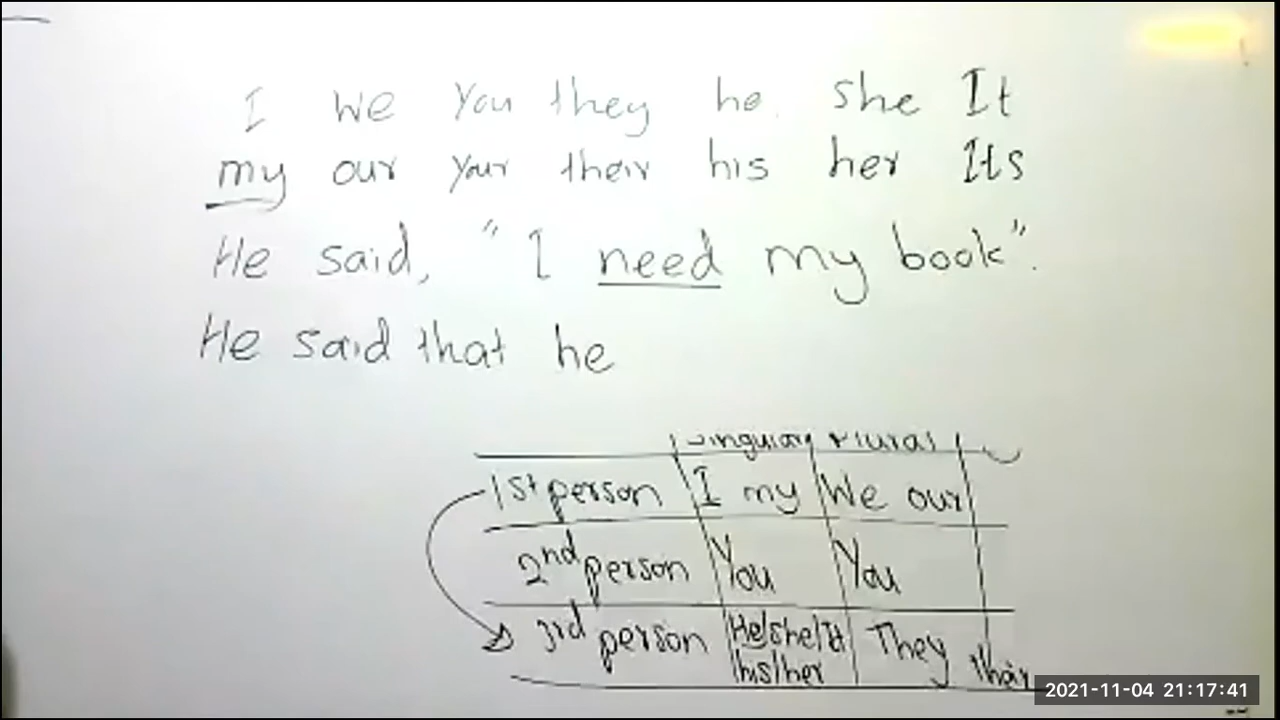 I we you they he she It
my our your their his her Its
He said, "I need my book".
He said that he
Singular Plural
1st person I my We our
2nd person You You
3rd person He/she/It They their
his/her
2021-11-04 21:17:41